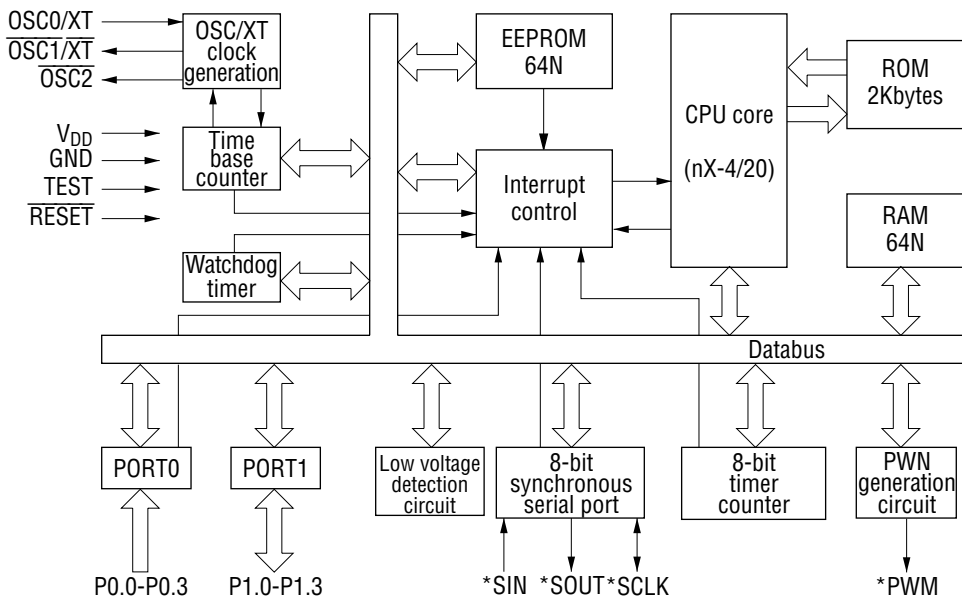 OSC0/XT
OSC1/XT
OSC2
OSC/XT
clock
generation
EEPROM
64N
CPU core
(nX-4/20)
ROM
2Kbytes
VDD
GND
TEST
RESET
Time
base
counter
Interrupt
control
RAM
64N
Watchdog
timer
Databus
PORT0
PORT1
Low voltage
detection
circuit
8-bit
synchronous
serial port
8-bit
timer
counter
PWN
generation
circuit
P0.0-P0.3
P1.0-P1.3
*SIN
*SOUT
*SCLK
*PWM